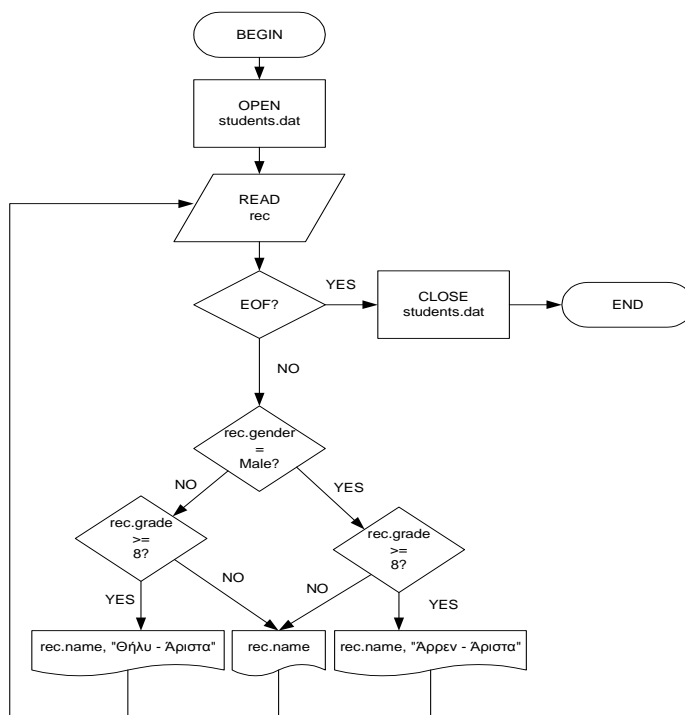 BEGIN
OPEN
students.dat
READ
rec
EOF?
YES
CLOSE
students.dat
END
NO
rec.gender
=
Male?
NO
YES
rec.grade
>=
8?
rec.grade
>=
8?
NO
NO
YES
YES
rec.name, "Θήλυ - Άριστα"
rec.name
rec.name, "Άρρεν - Άριστα"